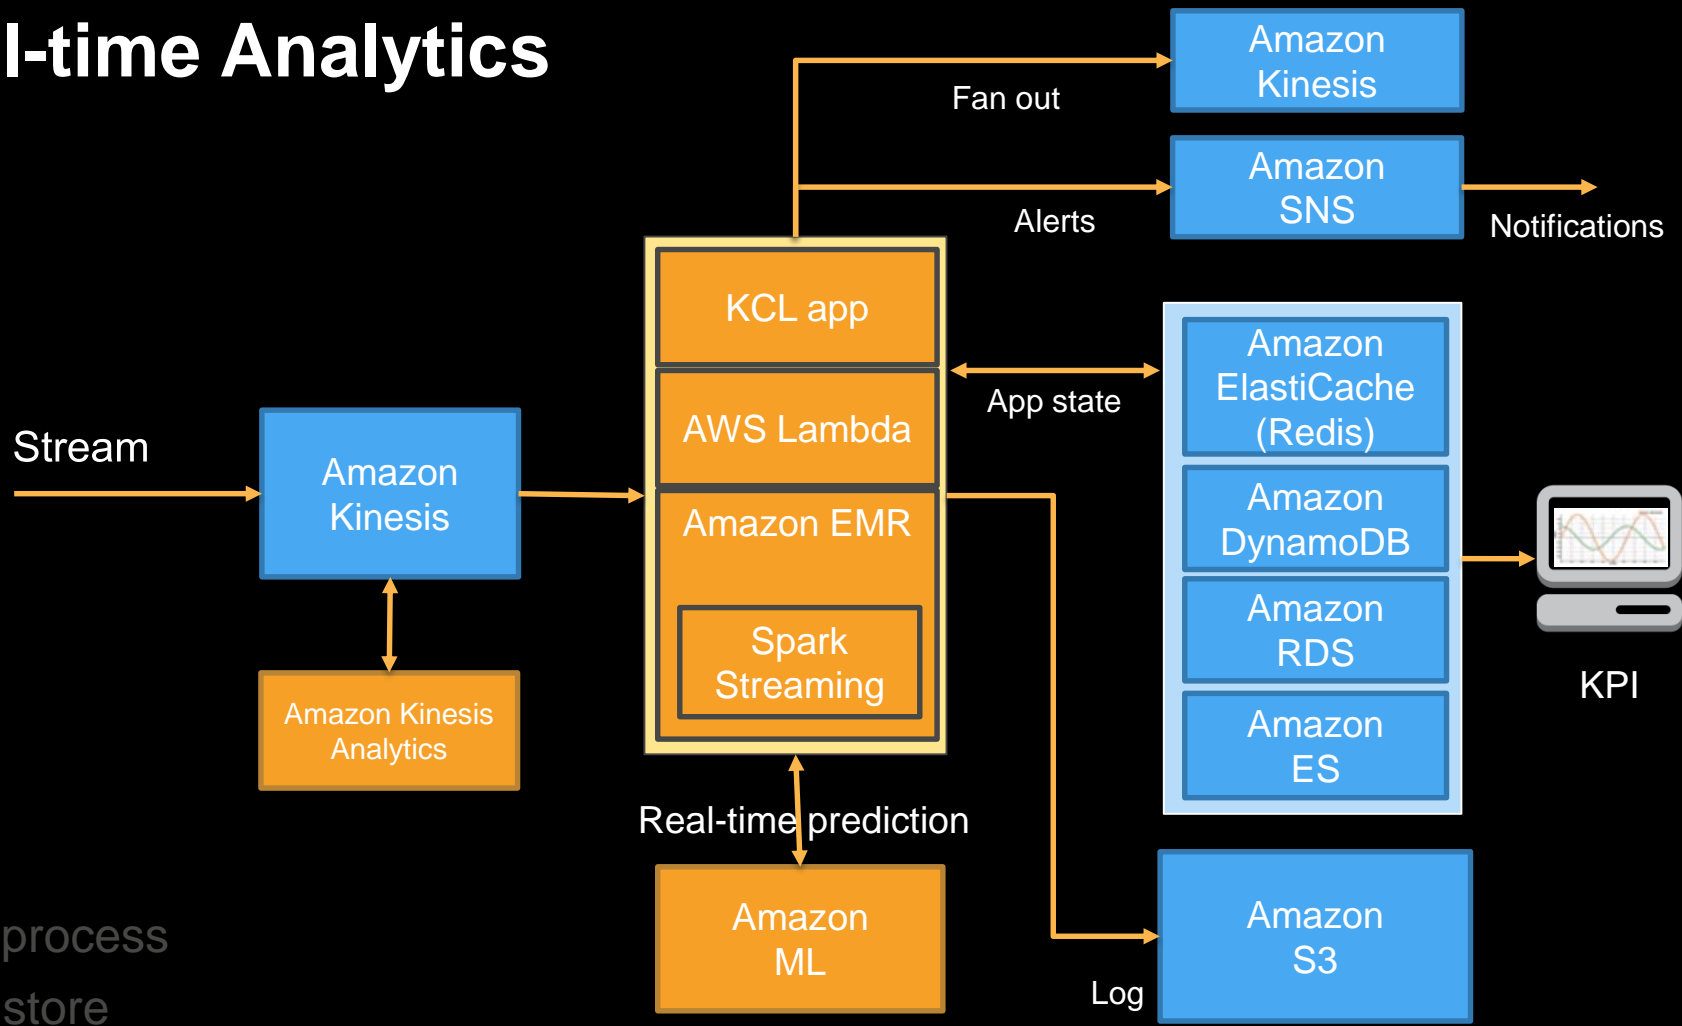 l-time Analytics
Amazon
Kinesis
Fan out
Amazon
SNS
Alerts
Notifications
KCL app
AWS Lambda
Amazon EMR
Spark
Streaming
App state
Amazon
ElastiCache
(Redis)
Amazon
DynamoDB
Amazon
RDS
Amazon
ES
KPI
Stream
Amazon
Kinesis
Amazon Kinesis
Analytics
Real-time prediction
Amazon
ML
Amazon
S3
Log
process
store